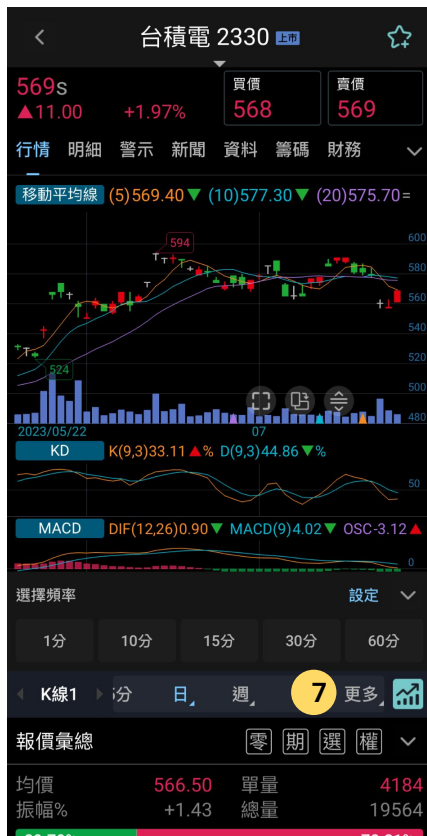 台積電 2330 上市
569s
▲11.00 +1.97%
買價
568
賣價
569
行情 明細 警示 新聞 資料 籌碼 財務
移動平均線 (5)569.40▼ (10)577.30▼ (20)575.70=
600
594
580
560
540
524
520
500
480
2023/05/22 07
KD K(9,3)33.11▲% D(9,3)44.86▼%
50
MACD DIF(12,26)0.90▼ MACD(9)4.02▼ OSC-3.12▲
0
選擇頻率 設定
1分 10分 15分 30分 60分
K線1 5分 日 週 7 更多
報價彙總 零 期 選 權
均價 566.50 單量 4184
振幅% +1.43 總量 19564